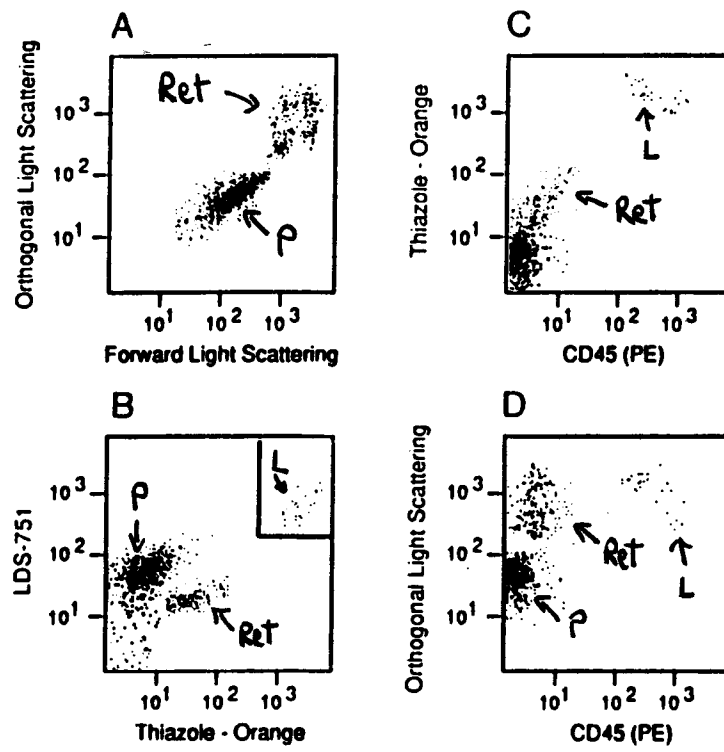 A
Orthogonal Light Scattering
10³
10²
10¹
Ret
P
10¹ 10² 10³
Forward Light Scattering
C
Thiazole - Orange
10³
10²
10¹
L
Ret
10¹ 10² 10³
CD45 (PE)
B
LDS-751
10³
10²
10¹
P
L
Ret
10¹ 10² 10³
Thiazole - Orange
D
Orthogonal Light Scattering
10³
10²
10¹
Ret
L
P
10¹ 10² 10³
CD45 (PE)